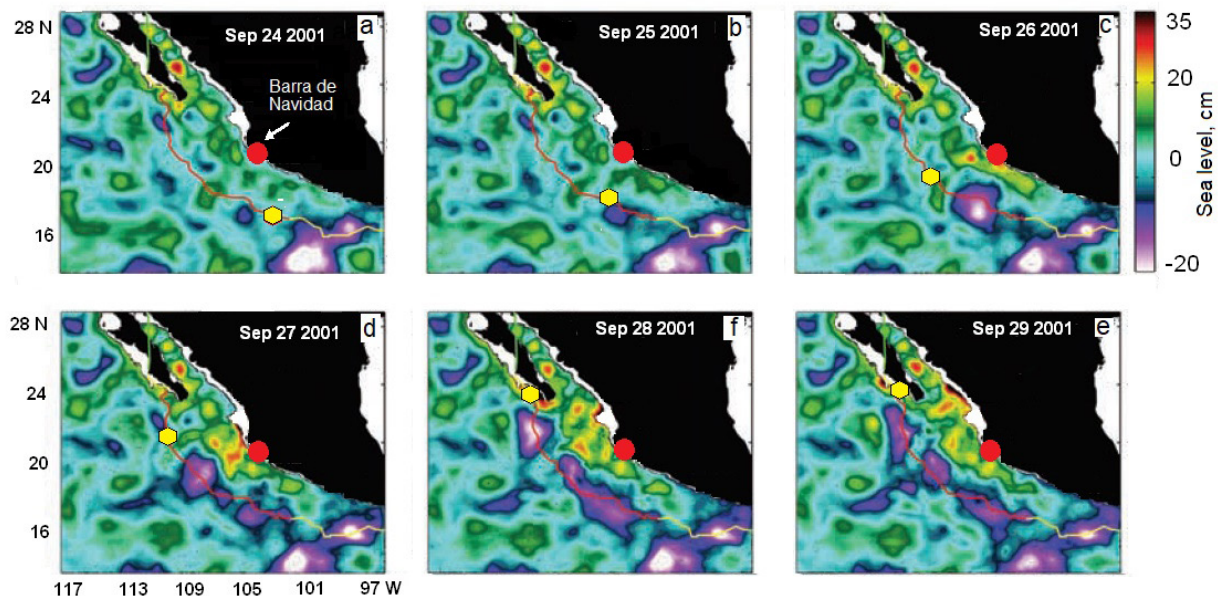 28 N
24
20
16
Sep 24 2001
a
Barra de
Navidad
Sep 25 2001
b
Sep 26 2001
c
35
20
0
-20
Sea level, cm
28 N
24
20
16
Sep 27 2001
d
Sep 28 2001
f
Sep 29 2001
e
117
113
109
105
101
97 W